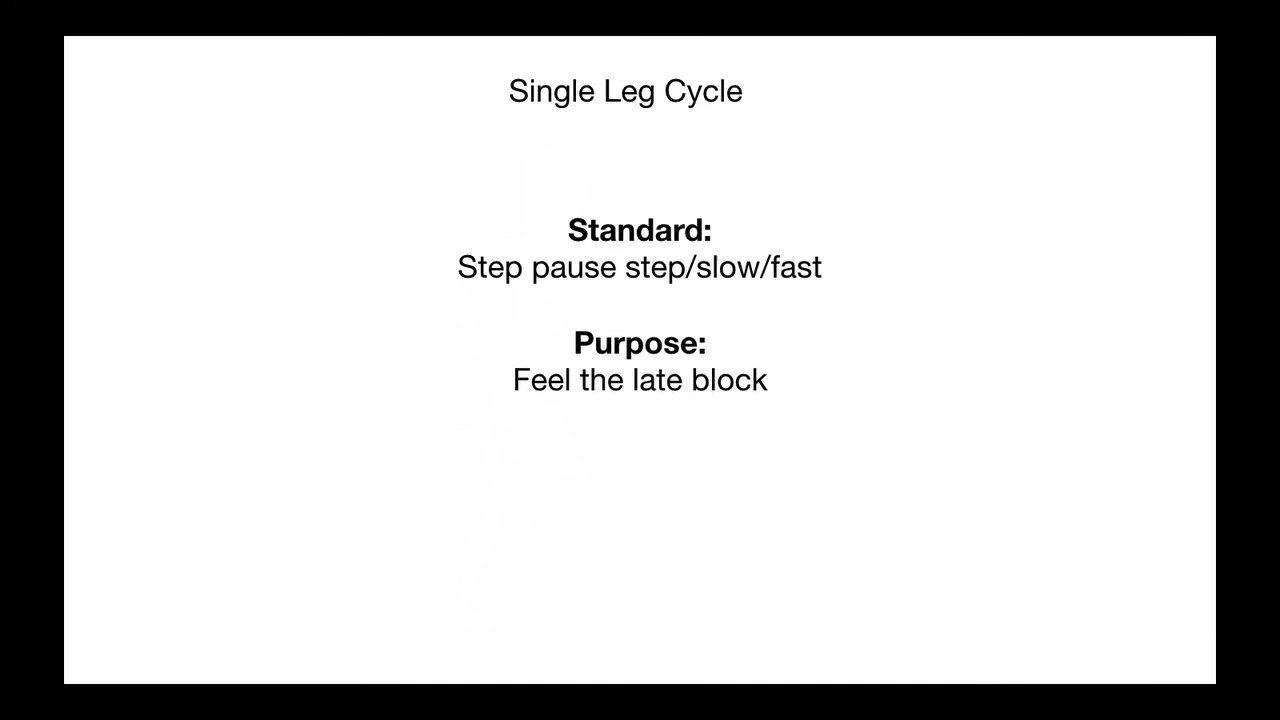 Single Leg Cycle
Standard:
Step pause step/slow/fast
Purpose:
Feel the late block